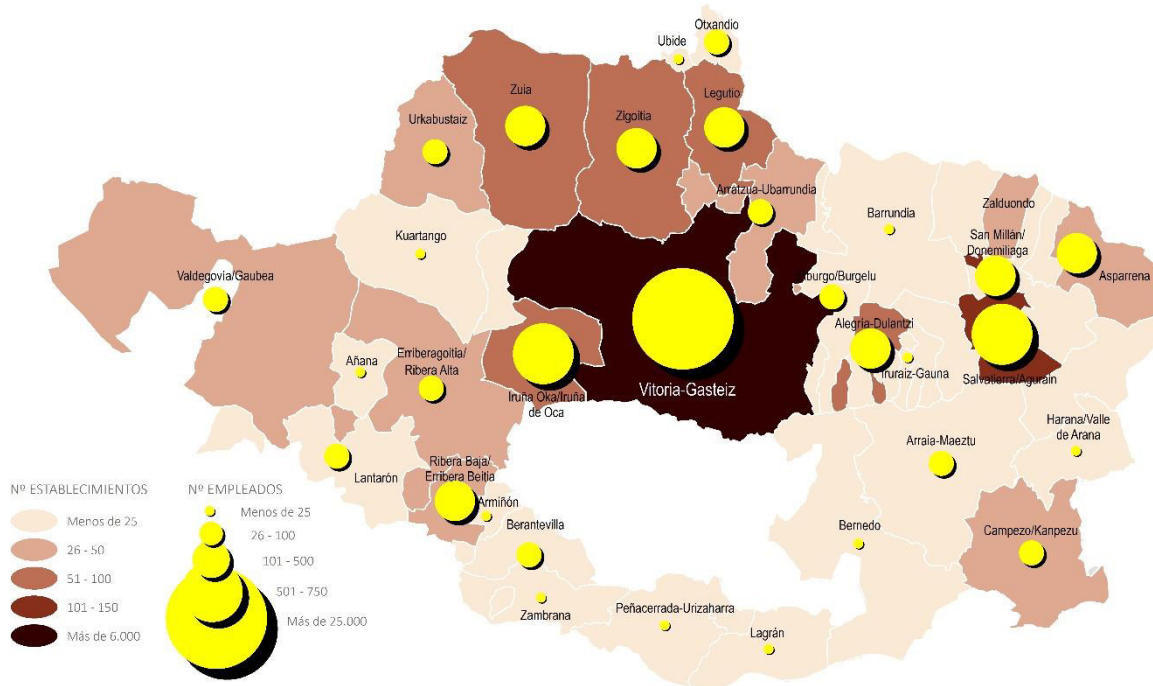 Otxandio
Ubide
Zuia
Legutio
Zigoitia
Urkabustaiz
Arratzua-Ubarrundia
Zalduondo
Barrundia
San Millán/
Donemiliaga
Kuartango
Valdegovía/Gaubea
Asparrena
lburgo/Burgelu
Alegría-Dulantzi
Añana
Erriberagoitia/
Ribera Alta
Iruraiz-Gauna
Salvatierra/Agurain
Iruña Oka/Iruña
de Oca
Vitoria-Gasteiz
Harana/Valle
de Arana
Arraia-Maeztu
Lantarón
Ribera Baja/
Erribera Beitia
Armiñón
Berantevilla
Bernedo
Campezo/Kanpezu
Zambrana
Peñacerrada-Urizaharra
Lagrán
Nº ESTABLECIMIENTOS
Menos de 25
26 - 50
51 - 100
101 - 150
Más de 6.000
Nº EMPLEADOS
Menos de 25
26 - 100
101 - 500
501 - 750
Más de 25.000